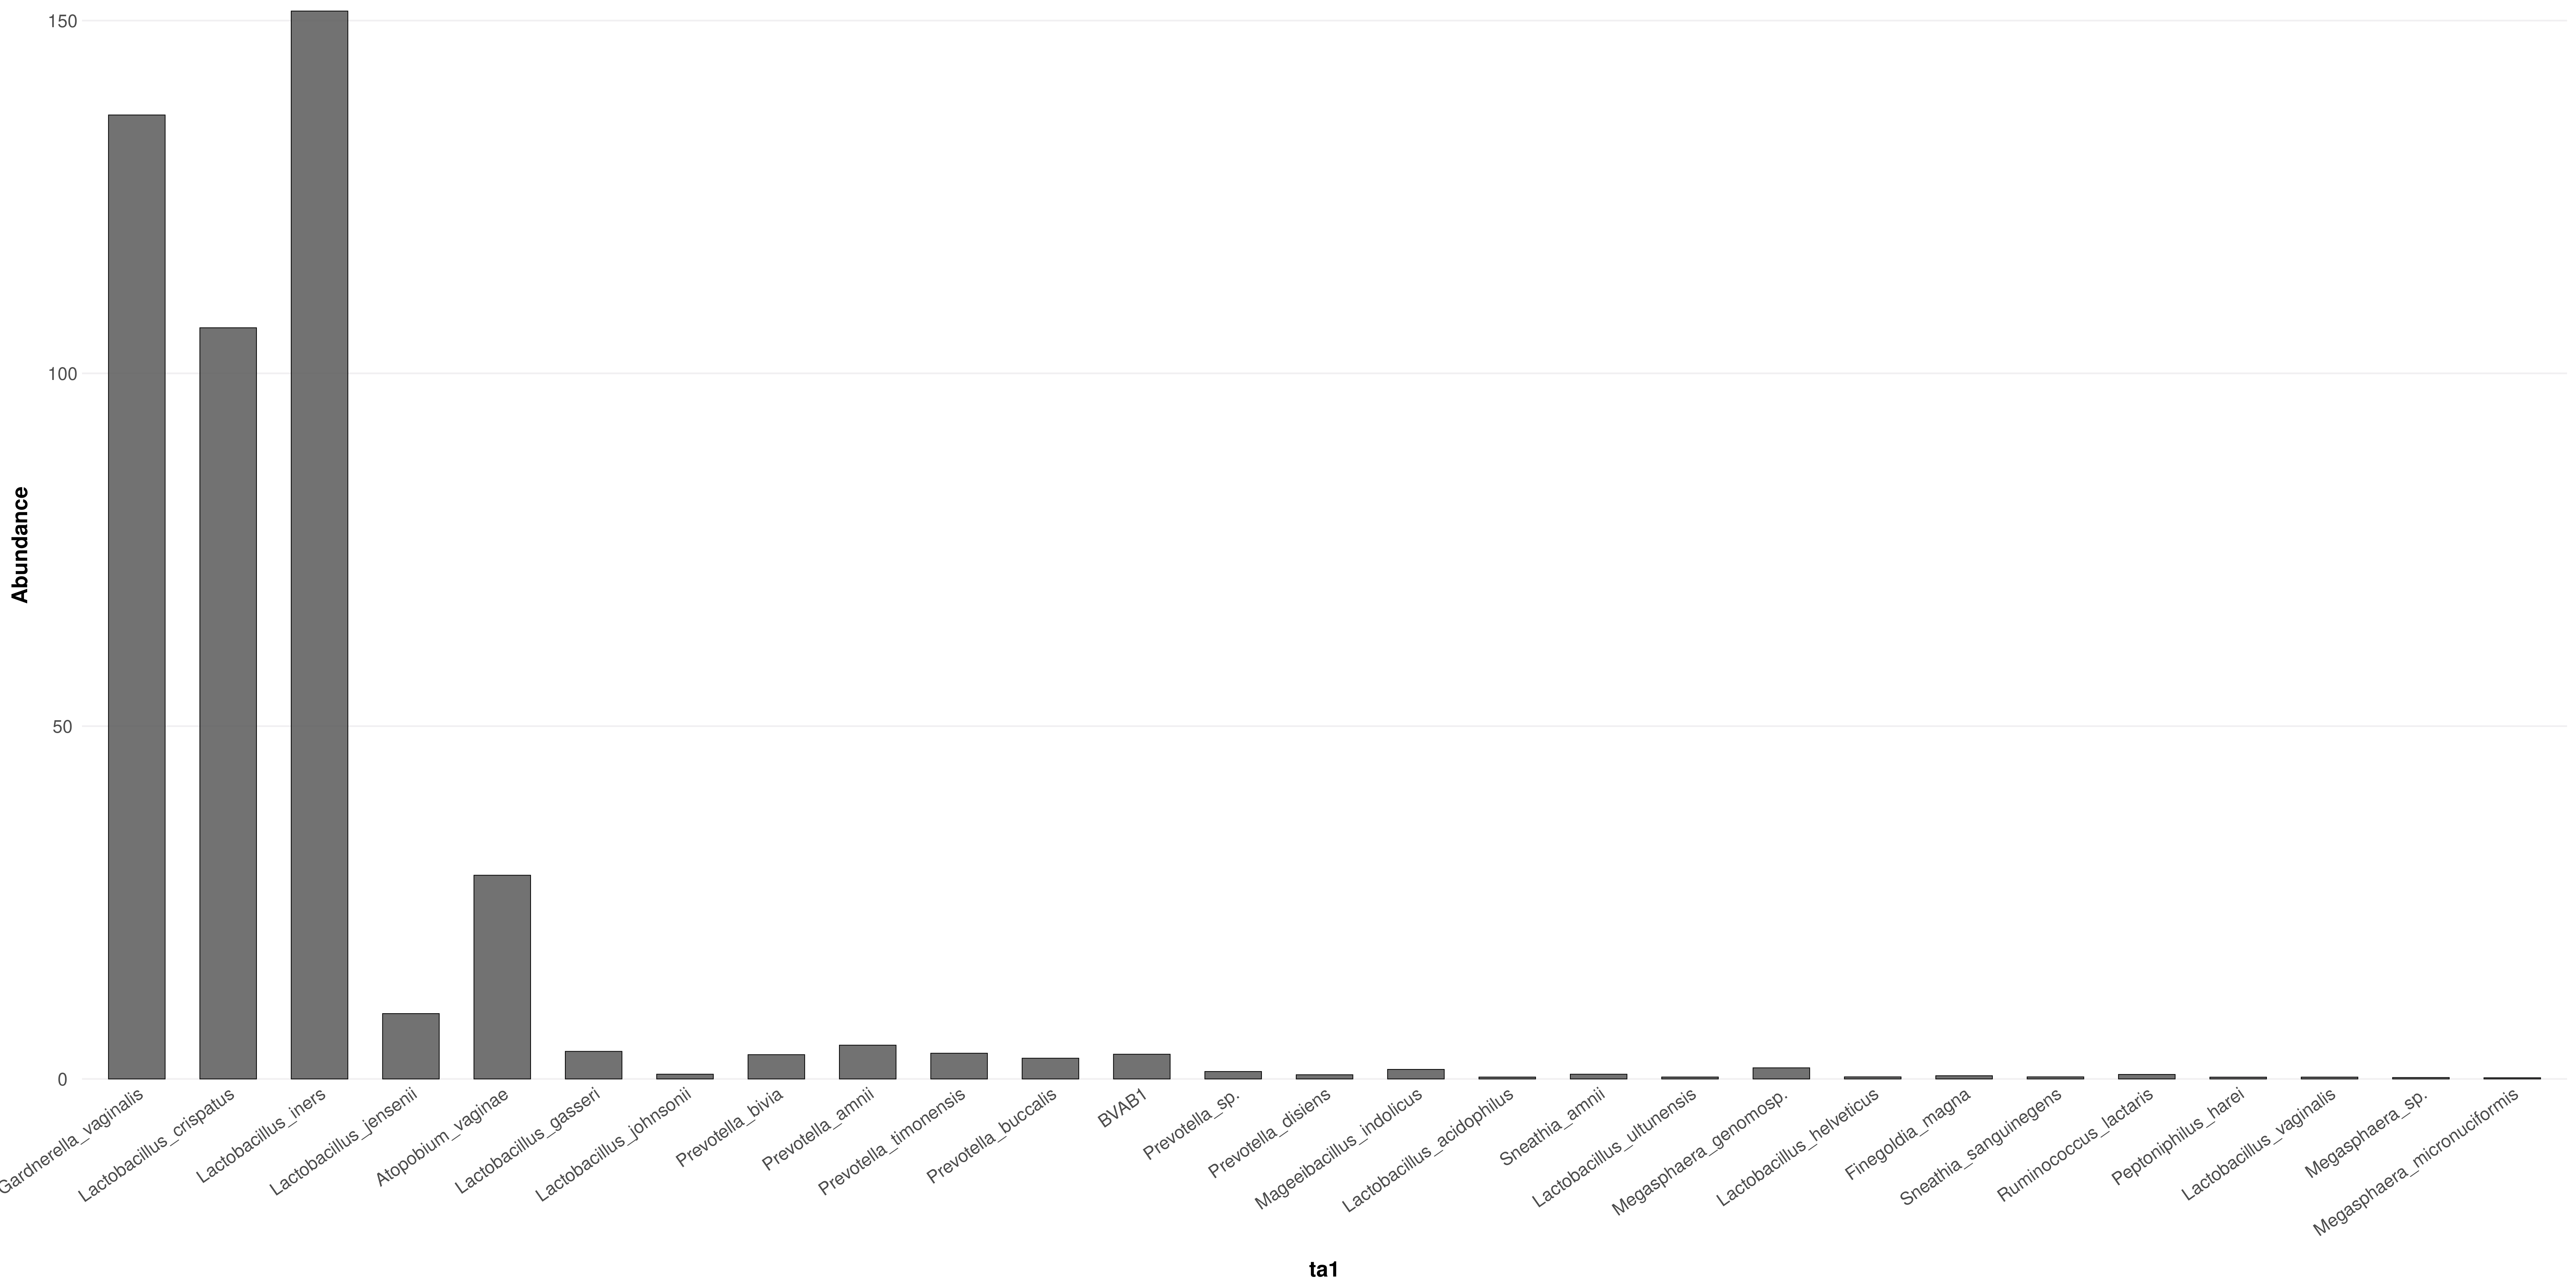 150
100
50
0
Abundance
Gardnerella_vaginalis
Lactobacillus_crispatus
Lactobacillus_iners
Lactobacillus_jensenii
Atopobium_vaginae
Lactobacillus_gasseri
Lactobacillus_johnsonii
Prevotella_bivia
Prevotella_amnii
Prevotella_timonensis
Prevotella_buccalis
BVAB1
Prevotella_sp.
Prevotella_disiens
Mageeibacillus_indolicus
Lactobacillus_acidophilus
Sneathia_amnii
Lactobacillus_ultunensis
Megasphaera_genomosp.
Lactobacillus_helveticus
Finegoldia_magna
Sneathia_sanguinegens
Ruminococcus_lactaris
Peptoniphilus_harei
Lactobacillus_vaginalis
Megasphaera_sp.
Megasphaera_micronuciformis
ta1